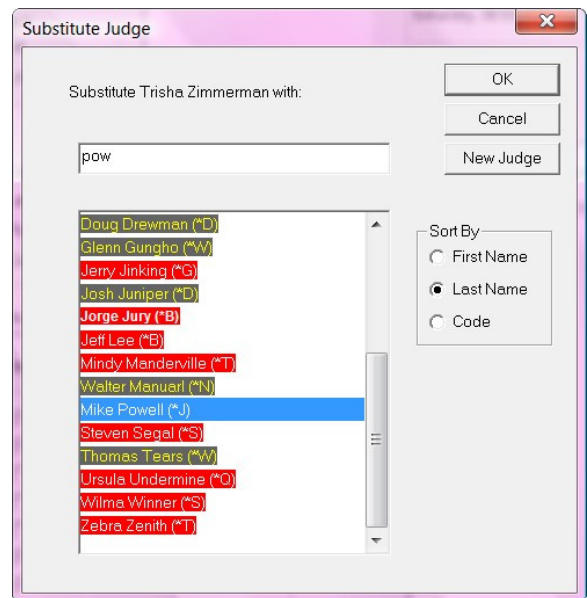 Substitute Judge
Substitute Trisha Zimmerman with:
OK
Cancel
pow
New Judge
Doug Drewman (*D)
Glenn Gungho (*W)
Jerry Jinking (*G)
Josh Juniper (*D)
Jorge Jury (*B)
Jeff Lee (*B)
Mindy Manderville (*T)
Walter Manuarl (*N)
Mike Powell (*J)
Steven Segal (*S)
Thomas Tears (*W)
Ursula Undermine (*Q)
Wilma Winner (*S)
Zebra Zenith (*T)
Sort By
First Name
Last Name
Code